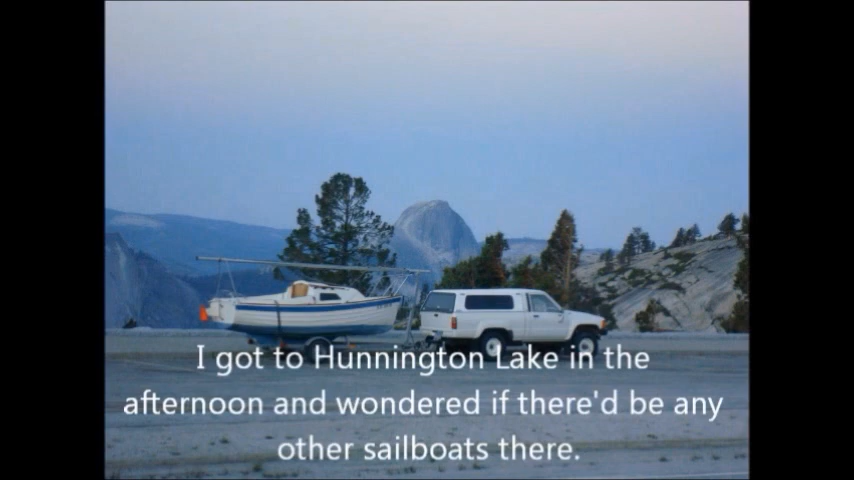 I got to Hunnington Lake in the
afternoon and wondered if there'd be any
other sailboats there.